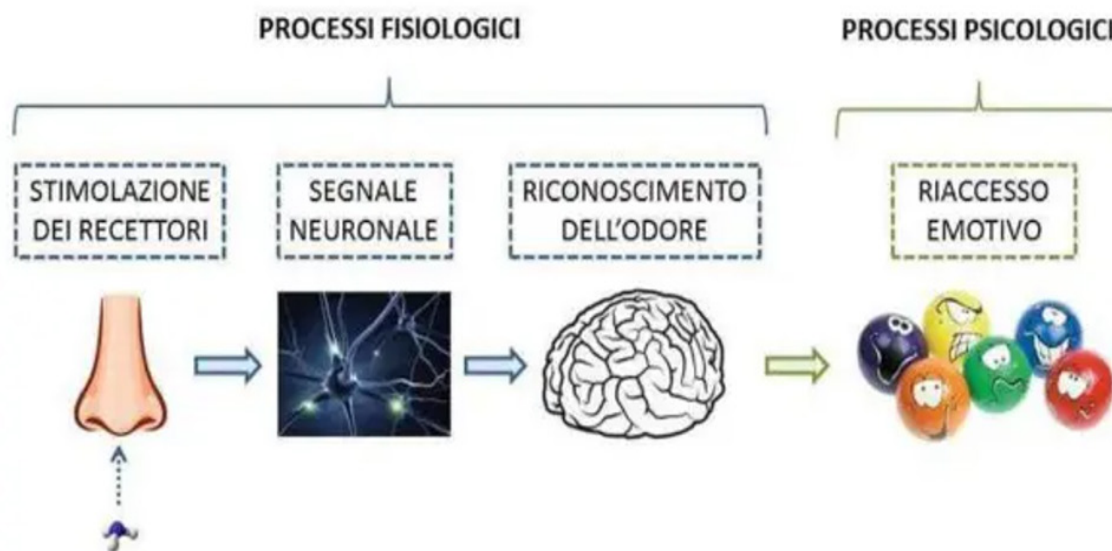 PROCESSI FISIOLOGICI
PROCESSI PSICOLOGICI
STIMOLAZIONE
DEI RECETTORI
SEGNALE
NEURONALE
RICONOSCIMENTO
DELL'ODORE
RIACCESSO
EMOTIVO